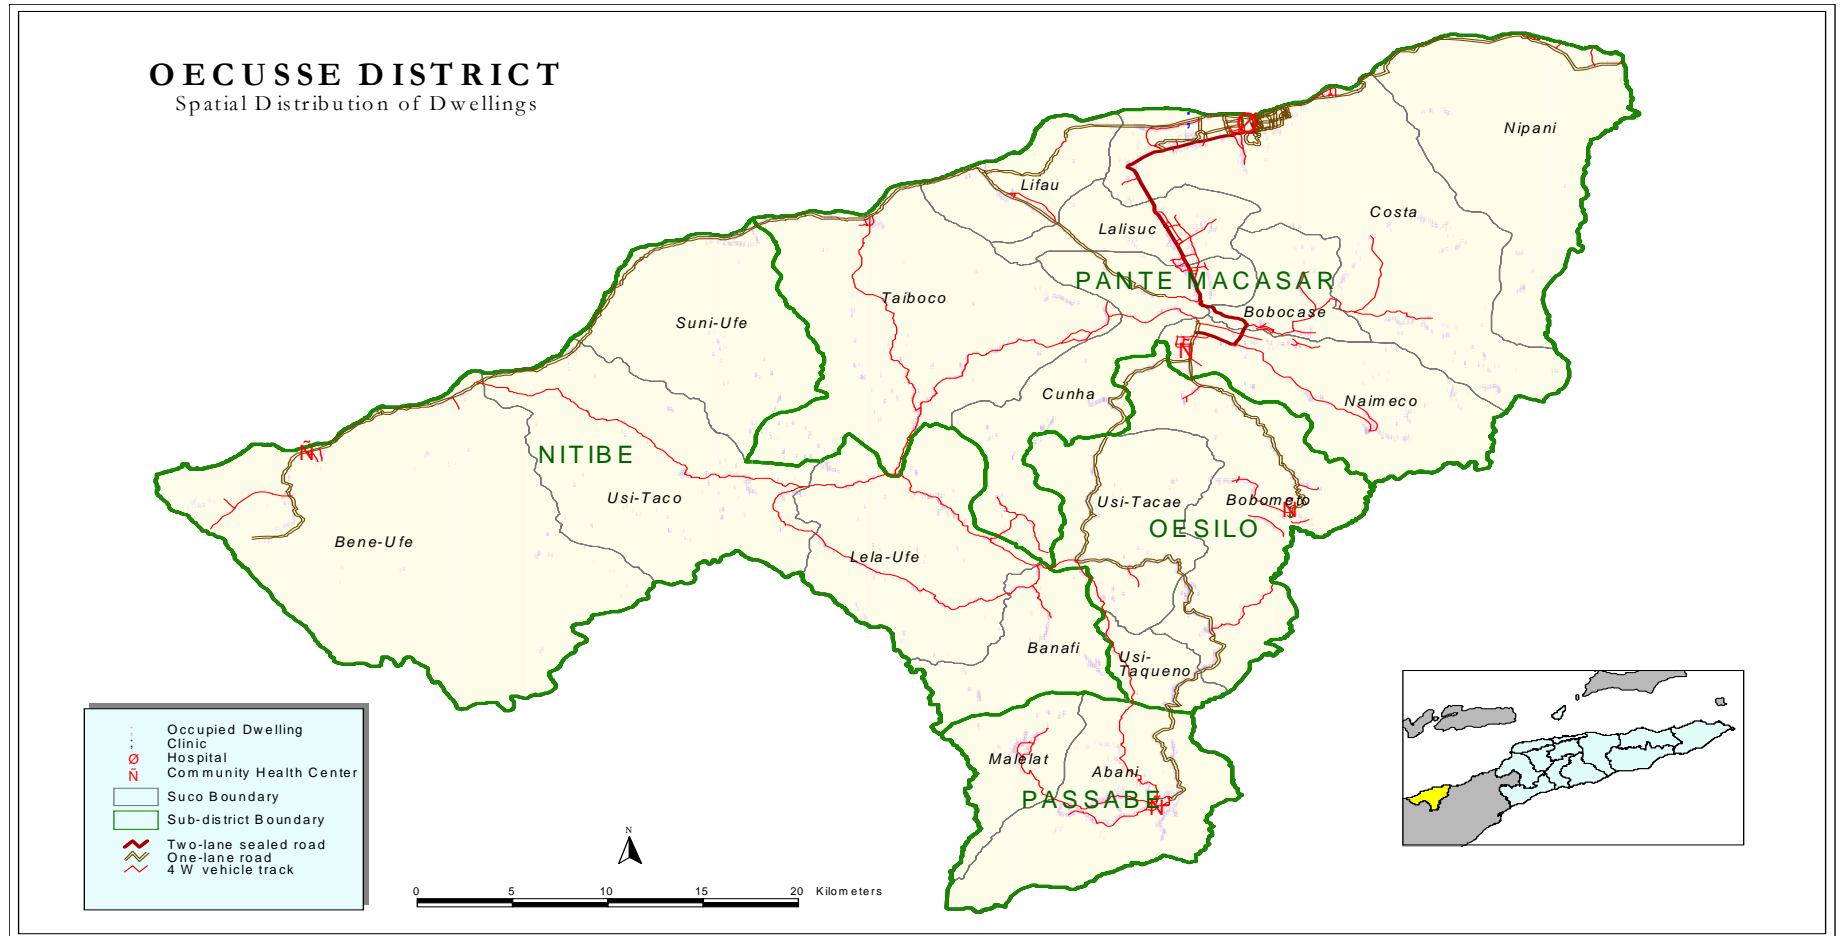 OECUSSE DISTRICT
Spatial Distribution of Dwellings
Nipani
Ø
Lifau
Costa
Lalisuc
PANTE MACASAR
Taiboco
Bobocase
Suni-Ufe
Ñ
Cunha
Naimeco
Ñ
NITIBE
Usi-Taco
Usi-Tacae
Bobometo
Ñ
OESILO
Bene-Ufe
Lela-Ufe
Banafi
Usi-
Taqueno
Malelat
Abani
PASSABE
Ñ
Occupied Dwelling
Clinic
Ø Hospital
Ñ Community Health Center
Suco Boundary
Sub-district Boundary
Two-lane sealed road
One-lane road
4 W vehicle track
N
0 5 10 15 20 Kilometers